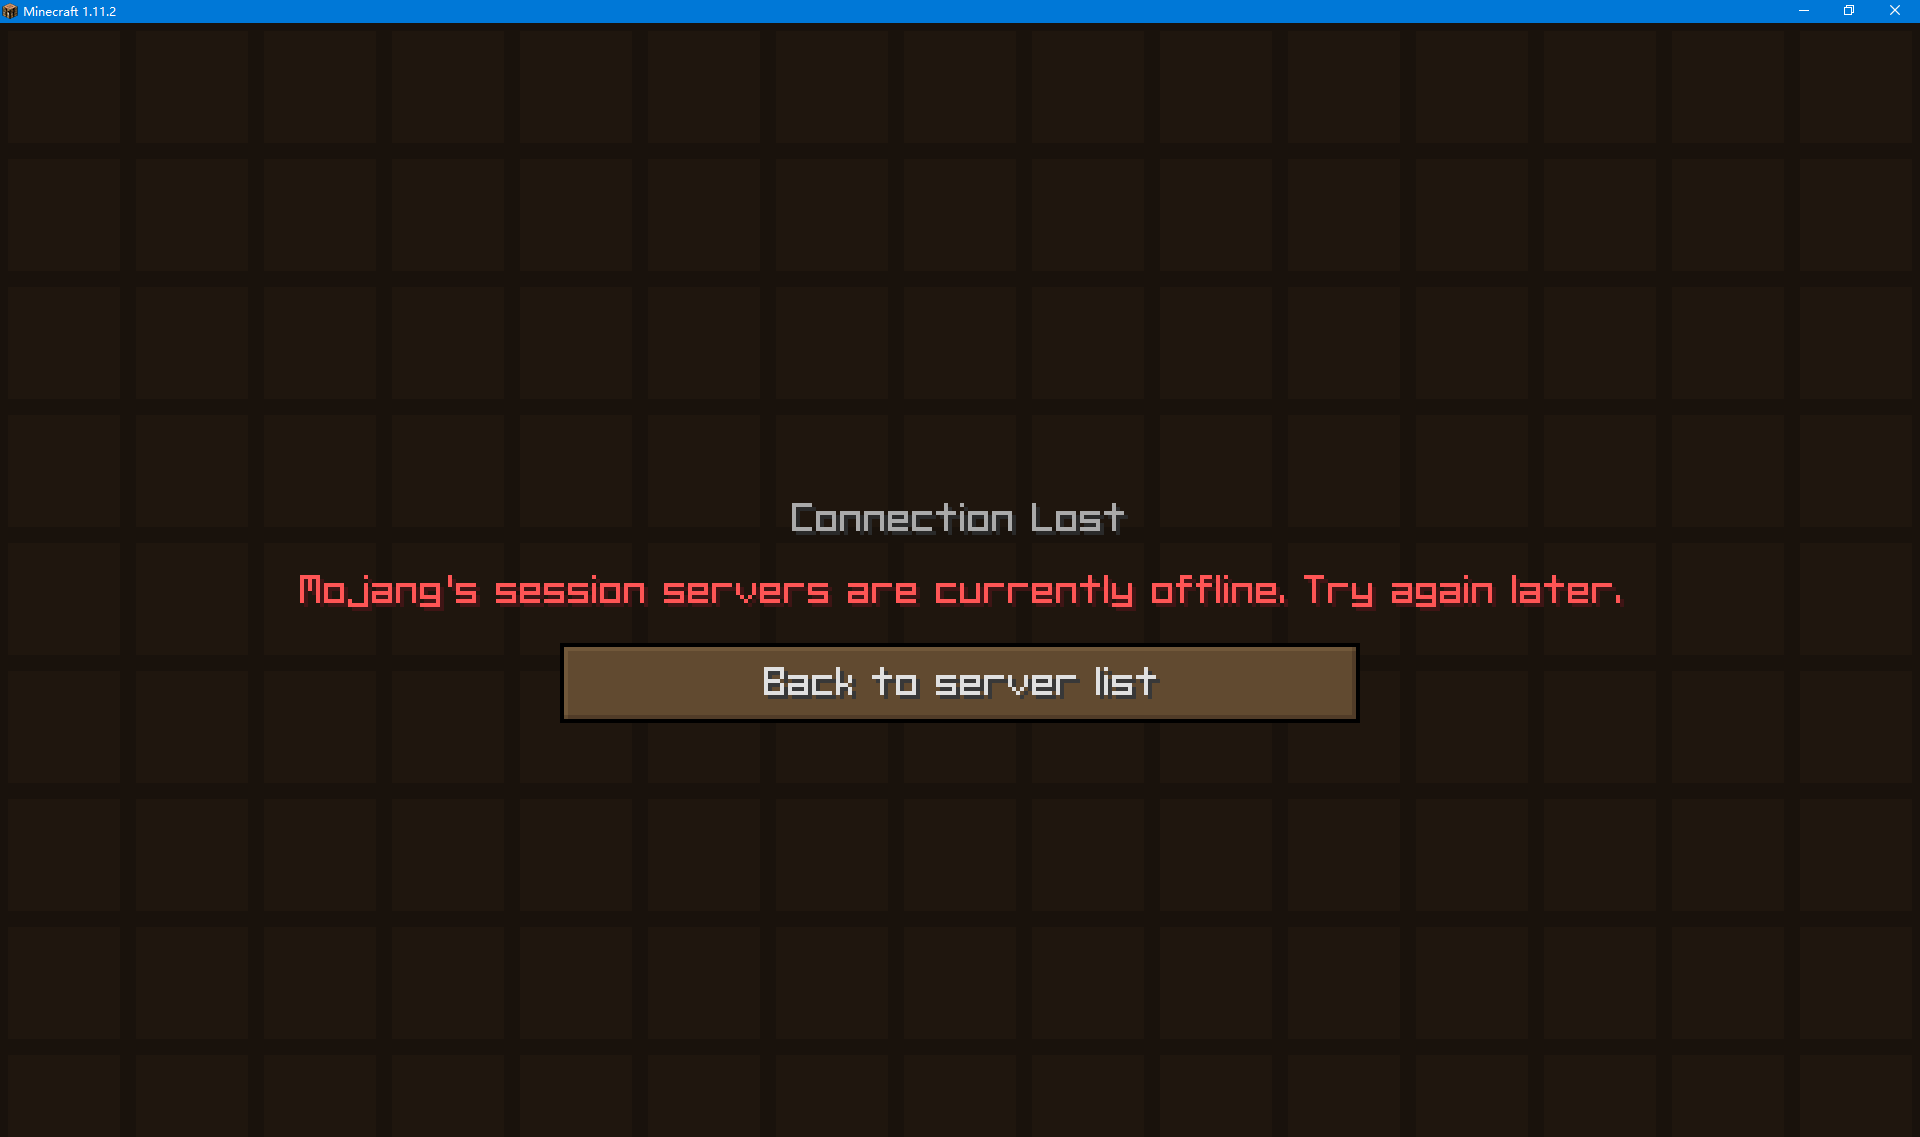 Minecraft 1.11.2
Connection Lost
Mojang's session servers are currently offline. Try again later.
Back to server list